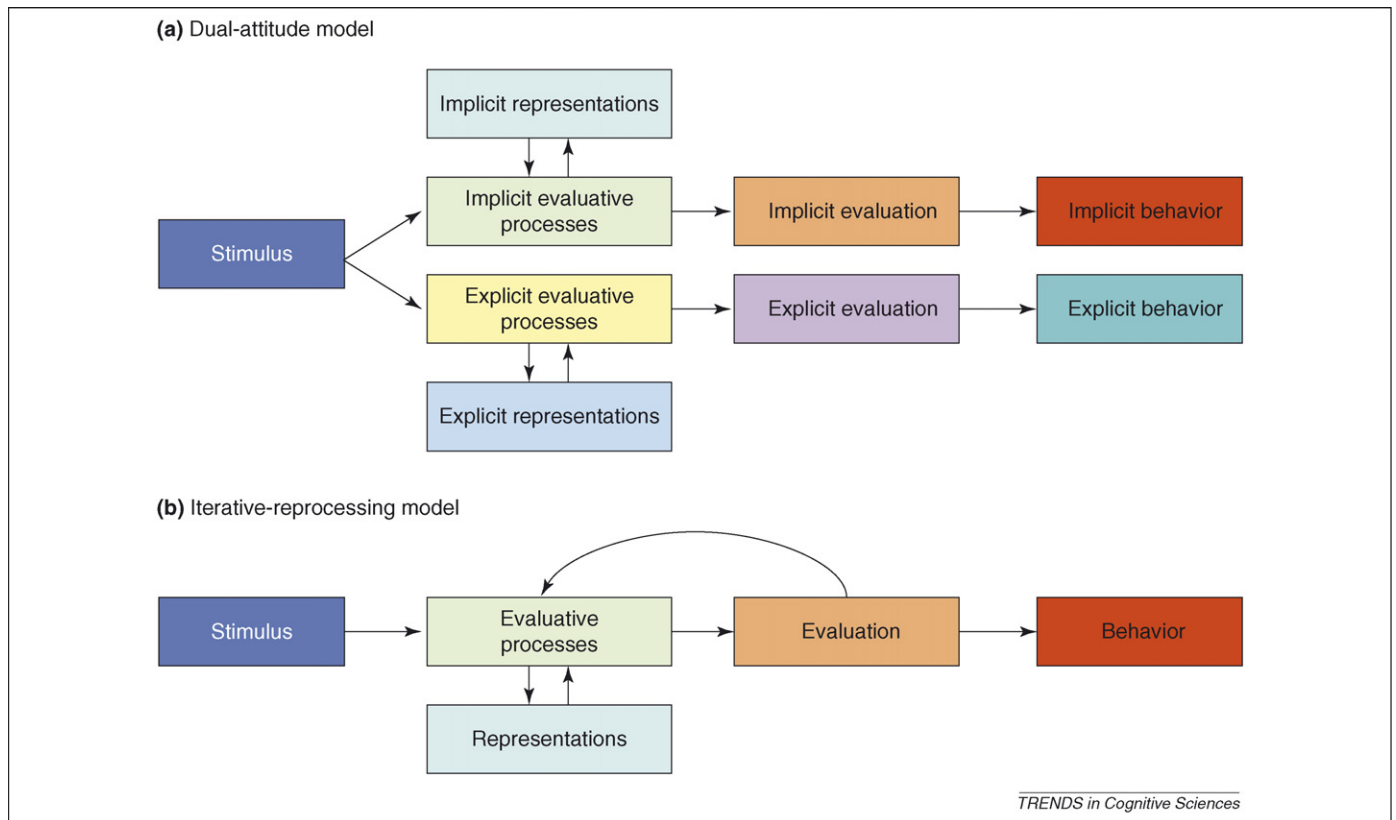 (a) Dual-attitude model
Implicit representations
Implicit evaluative
processes
Implicit evaluation
Implicit behavior
Stimulus
Explicit evaluative
processes
Explicit evaluation
Explicit behavior
Explicit representations
(b) Iterative-reprocessing model
Stimulus
Evaluative
processes
Evaluation
Behavior
Representations
TRENDS in Cognitive Sciences